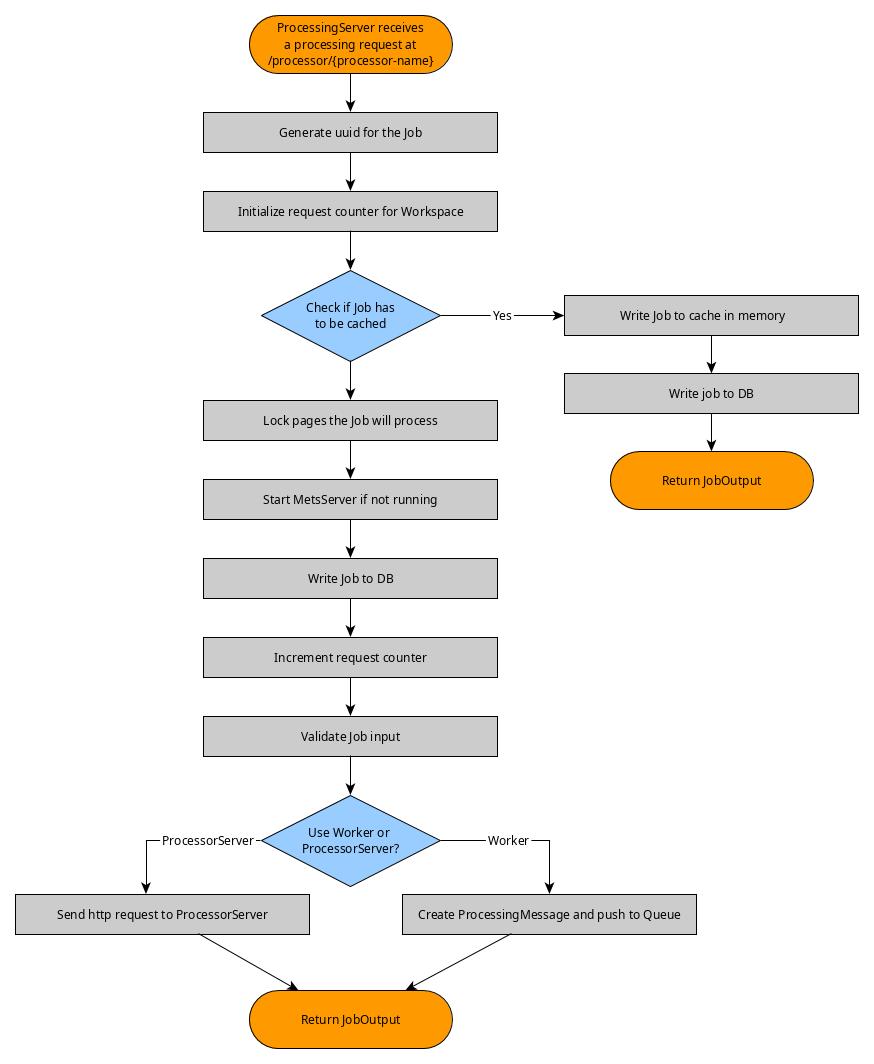 ProcessingServer receives
a processing request at
/processor/{processor-name}
Generate uuid for the Job
Initialize request counter for Workspace
Check if Job has
to be cached
Yes
Write Job to cache in memory
Write job to DB
Return JobOutput
Lock pages the Job will process
Start MetsServer if not running
Write Job to DB
Increment request counter
Validate Job input
Use Worker or
ProcessorServer?
ProcessorServer
Worker
Send http request to ProcessorServer
Create ProcessingMessage and push to Queue
Return JobOutput